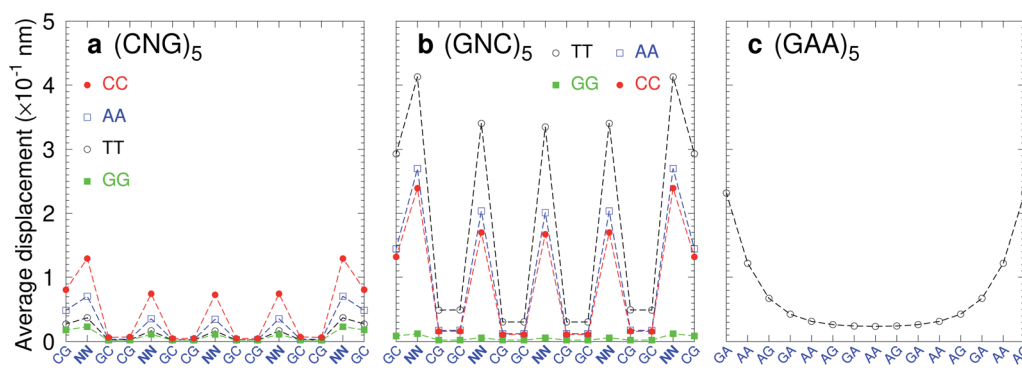 a (CNG)5
b (GNC)5
c (GAA)5
Average displacement (×10⁻¹ nm)
5
4
3
2
1
0
CC
AA
TT
GG
TT
AA
GG
CC
CG
NN
GC
CG
NN
GC
CG
NN
GC
CG
NN
GC
CG
NN
GC
GC
NN
CG
GC
NN
CG
GC
NN
CG
GC
NN
CG
GC
NN
CG
GA
AA
AG
GA
AA
AG
GA
AA
AG
GA
AA
AG
GA
AA
AG